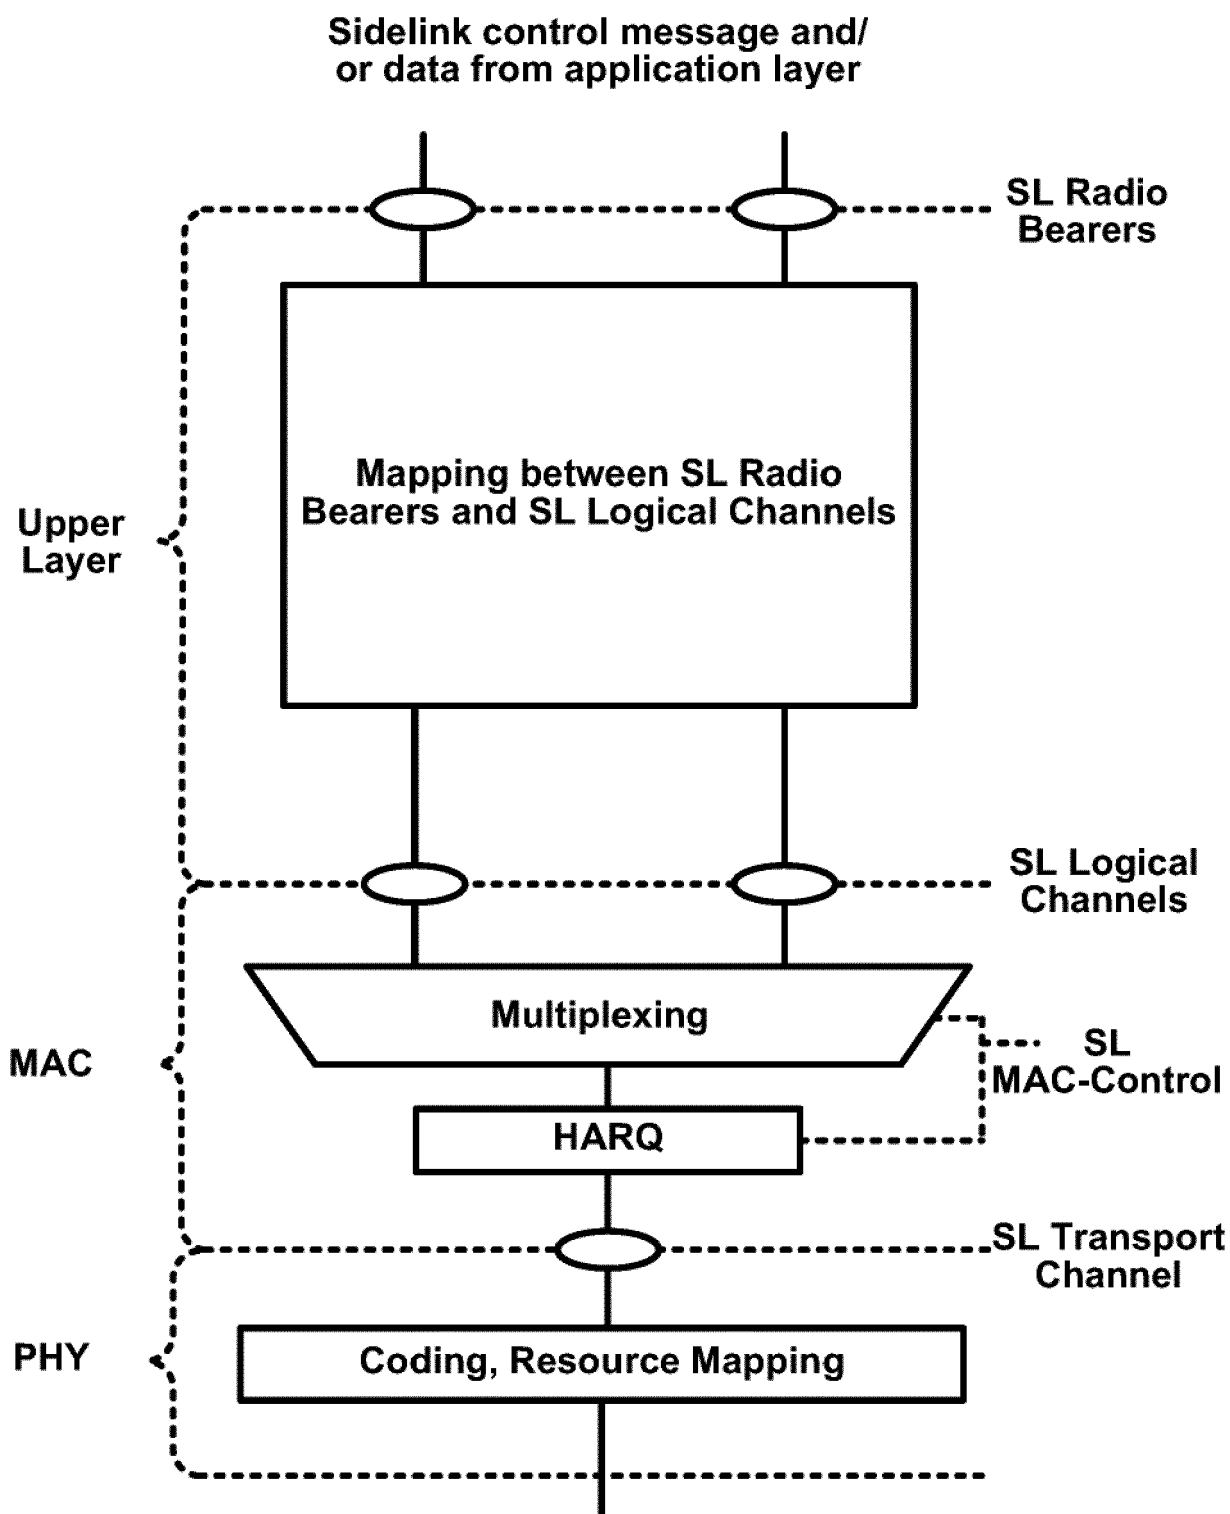 Sidelink control message and/
or data from application layer
SL Radio
Bearers
Mapping between SL Radio
Bearers and SL Logical Channels
Upper
Layer
SL Logical
Channels
Multiplexing
SL
MAC-Control
MAC
HARQ
SL Transport
Channel
PHY
Coding, Resource Mapping